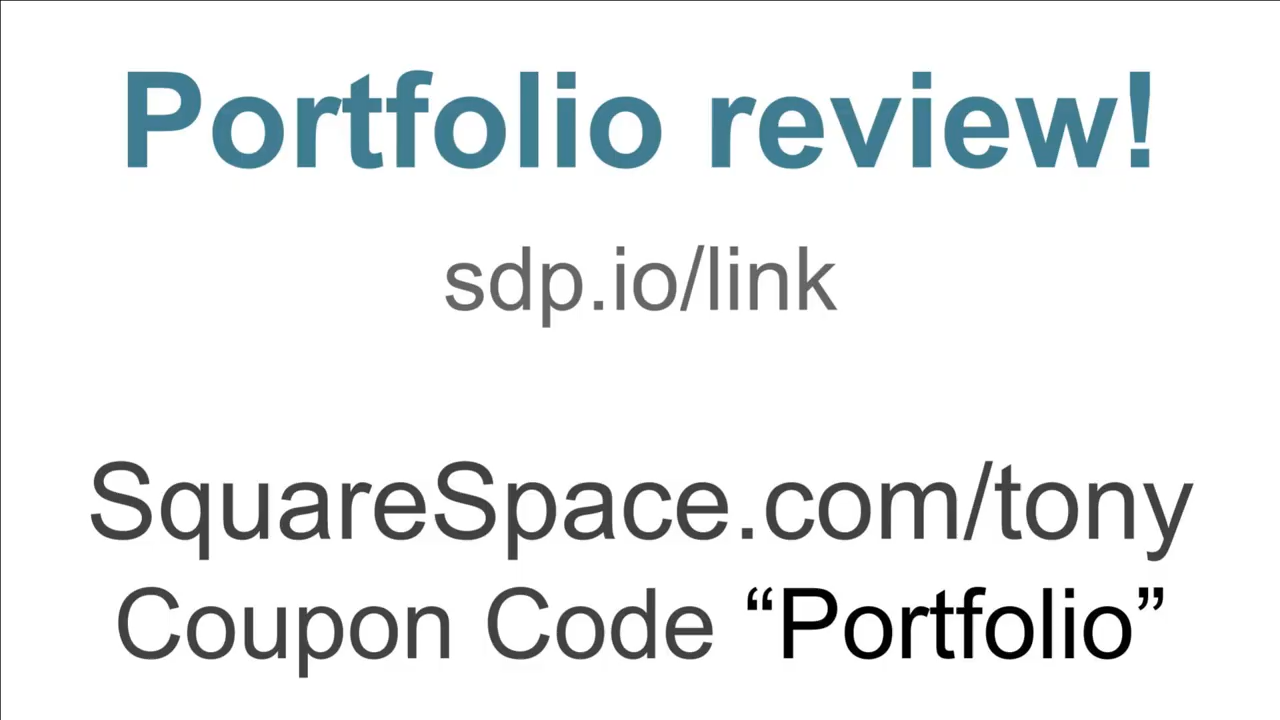 Portfolio review!
sdp.io/link
SquareSpace.com/tony
Coupon Code “Portfolio”